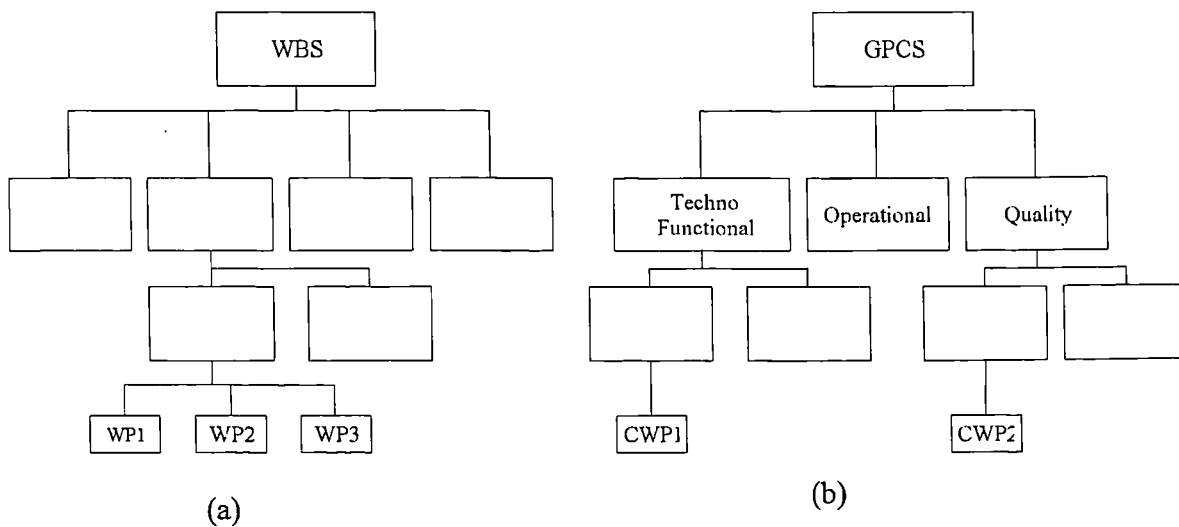 WBS
GPCS
Techno
Functional
Operational
Quality
WP1
WP2
WP3
CWP1
CWP2
(a)
(b)